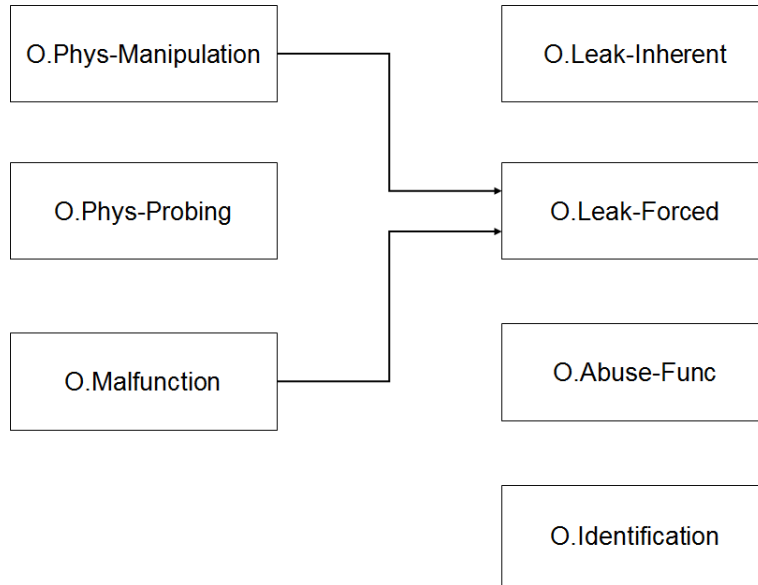 O.Phys-Manipulation
O.Leak-Inherent
O.Phys-Probing
O.Leak-Forced
O.Malfunction
O.Abuse-Func
O.Identification